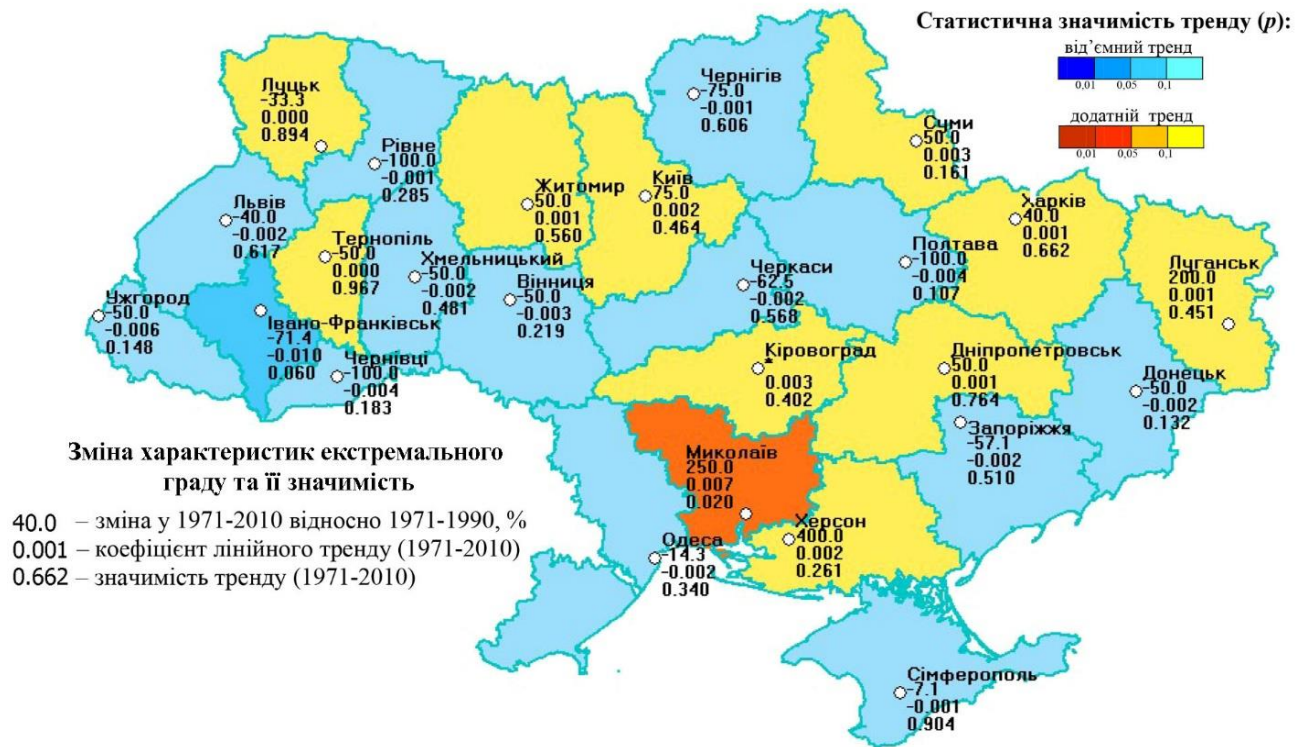 Статистична значимість тренду (p):
від’ємний тренд
0,01 0,05 0,1
додатній тренд
0,01 0,05 0,1
Луцьк
-33.3
0.000
0.894
Рівне
-100.0
-0.001
0.285
Житомир
50.0
0.001
0.560
Київ
75.0
0.002
0.464
Чернігів
-75.0
-0.001
0.606
Суми
50.0
0.003
0.161
Львів
-40.0
-0.002
0.617
Тернопіль
-50.0
0.000
0.967
Хмельницький
-50.0
-0.002
0.481
Вінниця
-50.0
-0.003
0.219
Черкаси
-62.5
-0.002
0.568
Полтава
-100.0
-0.004
0.107
Харків
40.0
0.001
0.662
Луганськ
200.0
0.001
0.451
Ужгород
-50.0
-0.006
0.148
Івано-Франківськ
-71.4
-0.010
0.060
Чернівці
-100.0
-0.004
0.183
Кіровоград
*
0.003
0.402
Дніпропетровськ
50.0
0.001
0.764
Донецьк
-50.0
-0.002
0.132
Запоріжжя
-57.1
-0.002
0.510
Миколаїв
250.0
0.007
0.020
Херсон
400.0
0.002
0.261
Одеса
-14.3
-0.002
0.340
Сімферополь
-7.1
-0.001
0.904
Зміна характеристик екстремального
граду та її значимість
40.0 – зміна у 1971-2010 відносно 1971-1990, %
0.001 – коефіцієнт лінійного тренду (1971-2010)
0.662 – значимість тренду (1971-2010)